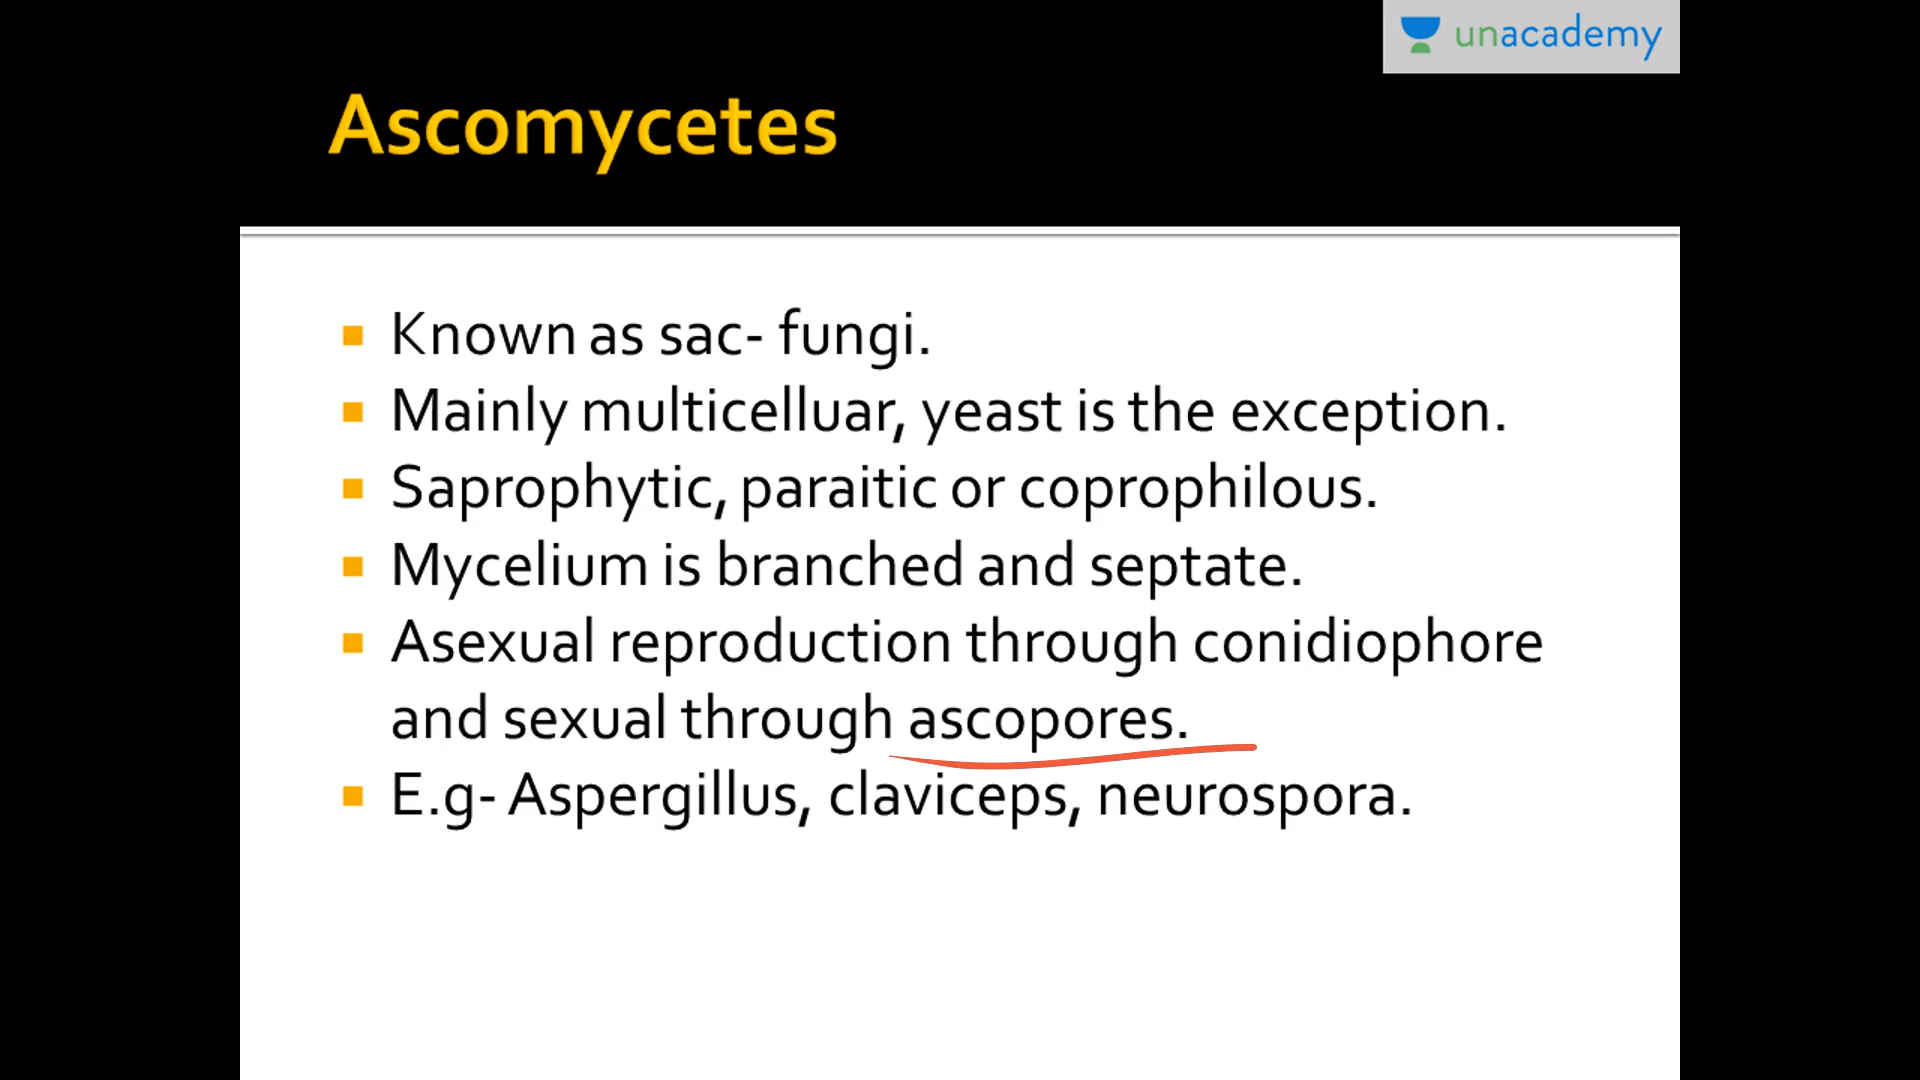 unacademy
Ascomycetes
Known as sac- fungi.
Mainly multicelluar, yeast is the exception.
Saprophytic, paraitic or coprophilous.
Mycelium is branched and septate.
Asexual reproduction through conidiophore
and sexual through ascopores.
E.g- Aspergillus, claviceps, neurospora.